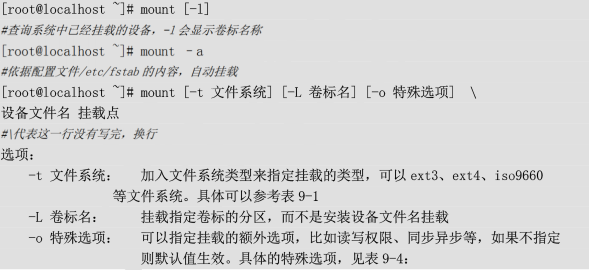 [root@localhost ~]# mount [-l]
#查询系统中已经挂载的设备，-l 会显示卷标名称
[root@localhost ~]# mount –a
#依据配置文件/etc/fstab 的内容，自动挂载
[root@localhost ~]# mount [-t 文件系统] [-L 卷标名] [-o 特殊选项] \
设备文件名 挂载点
#\代表这一行没有写完，换行
选项：
-t 文件系统： 加入文件系统类型来指定挂载的类型，可以 ext3、ext4、iso9660
等文件系统。具体可以参考表 9-1
-L 卷标名： 挂载指定卷标的分区，而不是安装设备文件名挂载
-o 特殊选项： 可以指定挂载的额外选项，比如读写权限、同步异步等，如果不指定
则默认值生效。具体的特殊选项，见表 9-4：